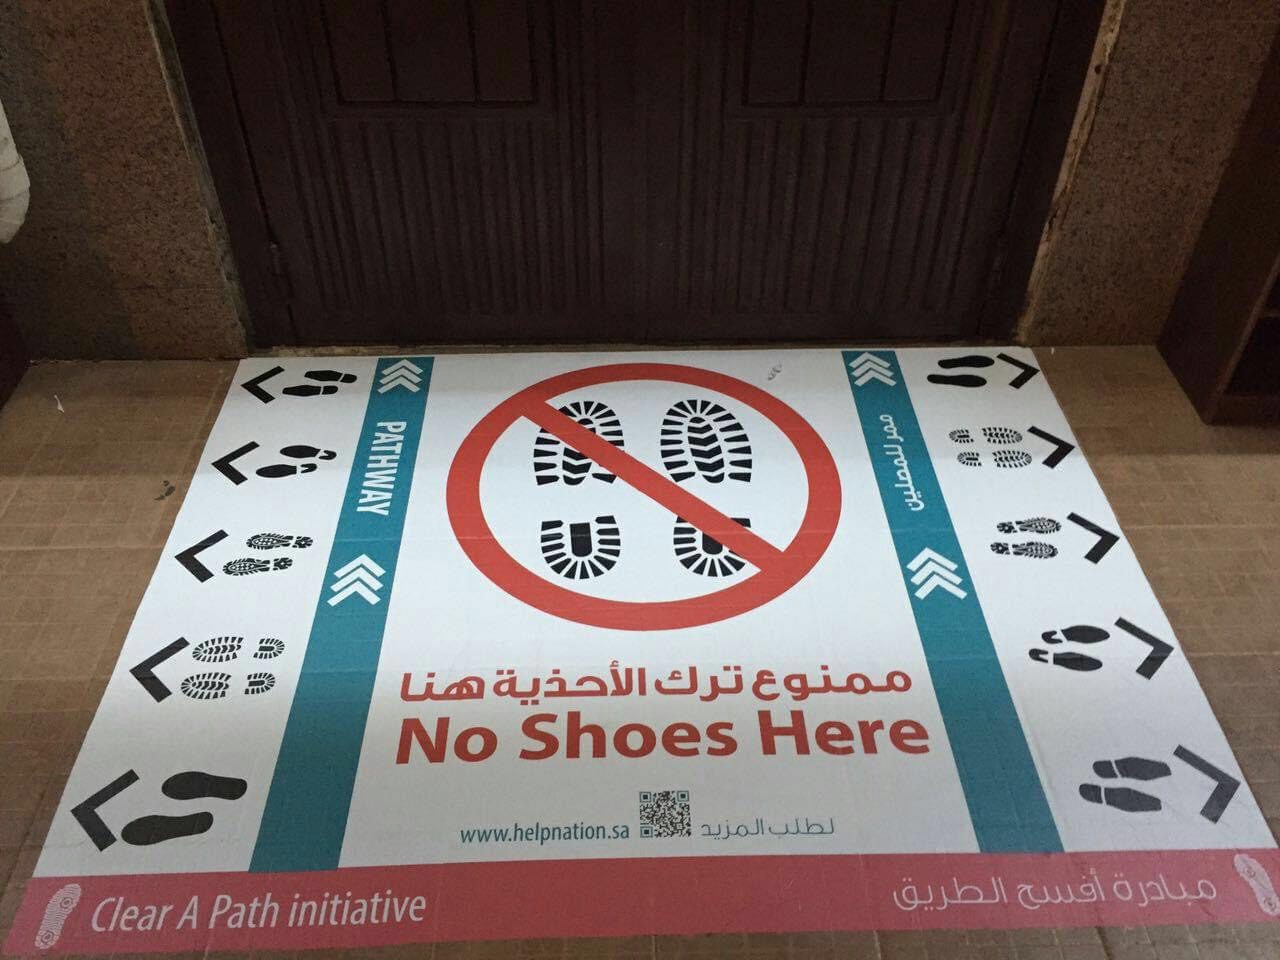 PATHWAY
ممر للمصلين
ممنوع ترك الأحذية هنا
No Shoes Here
www.helpnation.sa
لطلب المزيد
Clear A Path initiative
مبادرة أفسح الطريق